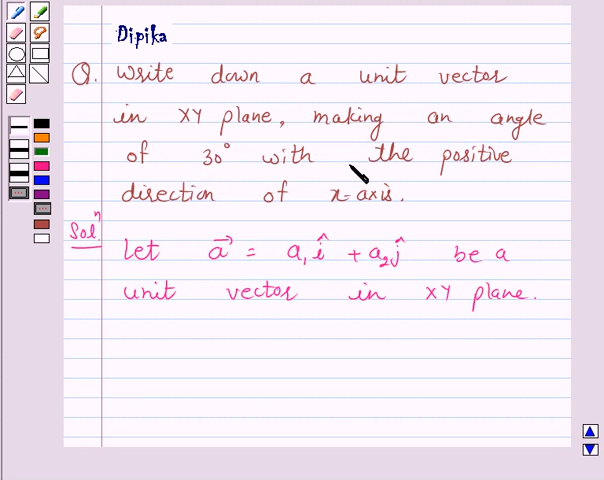 Dipika
Q. Write down a unit vector
in XY plane, making an angle
of 30° with the positive
direction of x-axis.
Solⁿ Let a⃗ = a₁î + a₂ĵ be a
unit vector in XY plane.